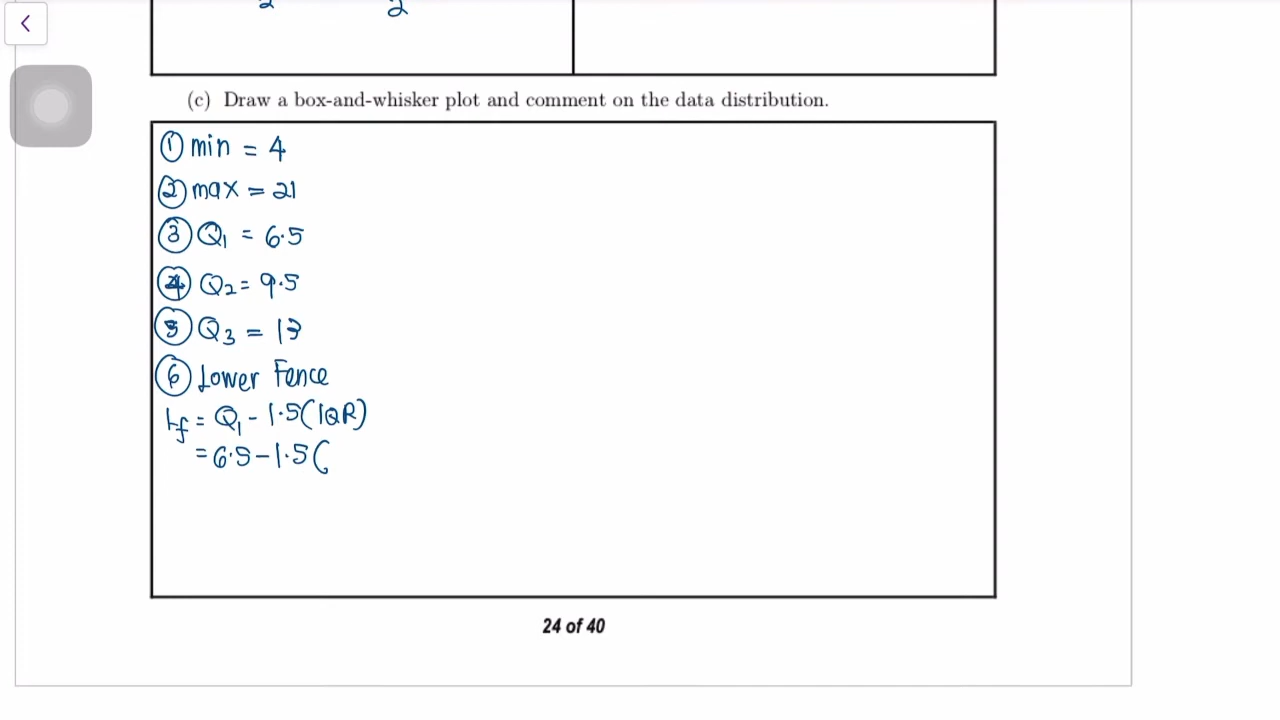 2 2
(c) Draw a box-and-whisker plot and comment on the data distribution.
① min = 4
② max = 21
③ Q₁ = 6.5
④ Q₂ = 9.5
⑤ Q₃ = 13
⑥ Lower Fence
Lf = Q₁ - 1.5(IQR)
= 6.5 - 1.5(
24 of 40